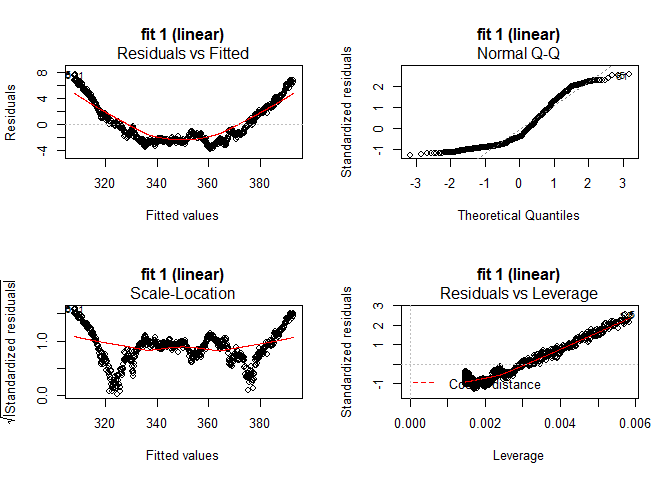 fit 1 (linear)
Residuals vs Fitted
Residuals
8
4
0
-4
320 340 360 380
Fitted values
fit 1 (linear)
Normal Q-Q
Standardized residuals
2
1
0
-1
-3 -2 -1 0 1 2 3
Theoretical Quantiles
fit 1 (linear)
Scale-Location
√|Standardized residuals|
1.0
0.0
320 340 360 380
Fitted values
fit 1 (linear)
Residuals vs Leverage
Standardized residuals
3
2
1
-1
Cook's distance
0.000 0.002 0.004 0.006
Leverage